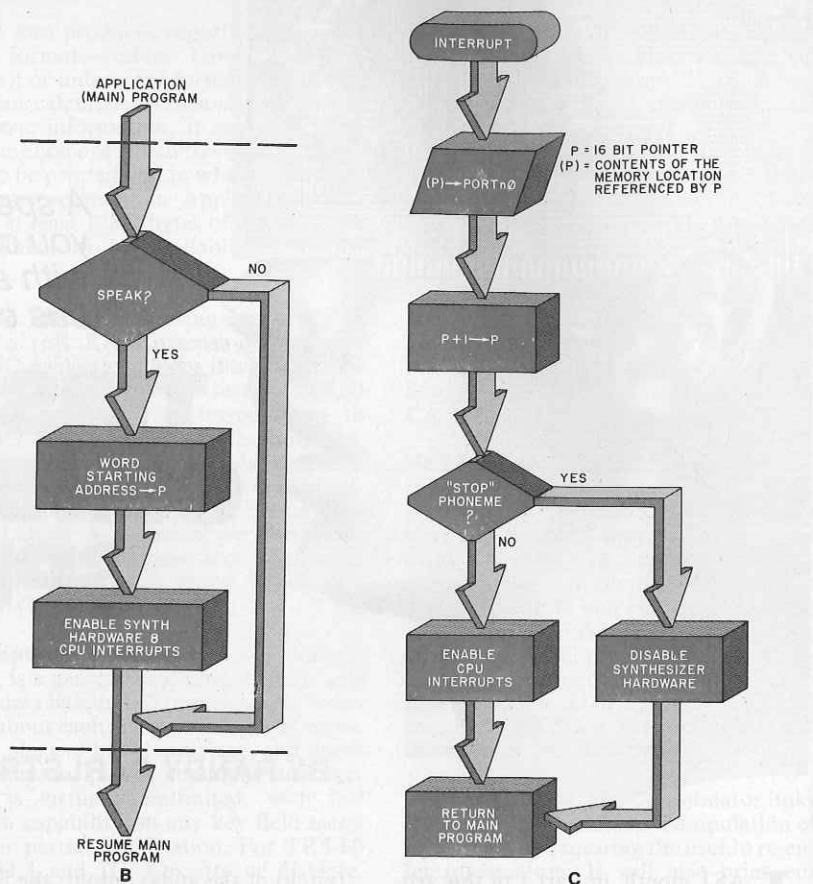 APPLICATION
(MAIN) PROGRAM
SPEAK?
NO
YES
WORD
STARTING
ADDRESS→P
ENABLE SYNTH
HARDWARE &
CPU INTERRUPTS
RESUME MAIN
PROGRAM
B
INTERRUPT
(P)→PORTnØ
P = 16 BIT POINTER
(P) = CONTENTS OF THE
MEMORY LOCATION
REFERENCED BY P
P+1→P
"STOP"
PHONEME
?
YES
NO
ENABLE
CPU
INTERRUPTS
DISABLE
SYNTHESIZER
HARDWARE
RETURN
TO MAIN
PROGRAM
C